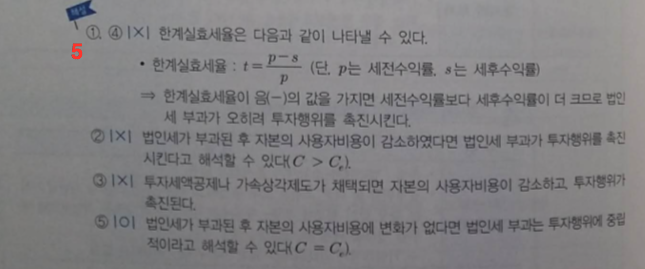 해설
5
①, ④ |×| 한계실효세율은 다음과 같이 나타낼 수 있다.
• 한계실효세율 : t = (p-s)/p (단, p는 세전수익률, s는 세후수익률)
⇒ 한계실효세율이 음(-)의 값을 가지면 세전수익률보다 세후수익률이 더 크므로 법인
세 부과가 오히려 투자행위를 촉진시킨다.
② |×| 법인세가 부과된 후 자본의 사용자비용이 감소하였다면 법인세 부과가 투자행위를 촉진
시킨다고 해석할 수 있다(C > Cₑ).
③ |×| 투자세액공제나 가속상각제도가 채택되면 자본의 사용자비용이 감소하고, 투자행위가
촉진된다.
⑤ |○| 법인세가 부과된 후 자본의 사용자비용에 변화가 없다면 법인세 부과는 투자행위에 중립
적이라고 해석할 수 있다(C = Cₑ).